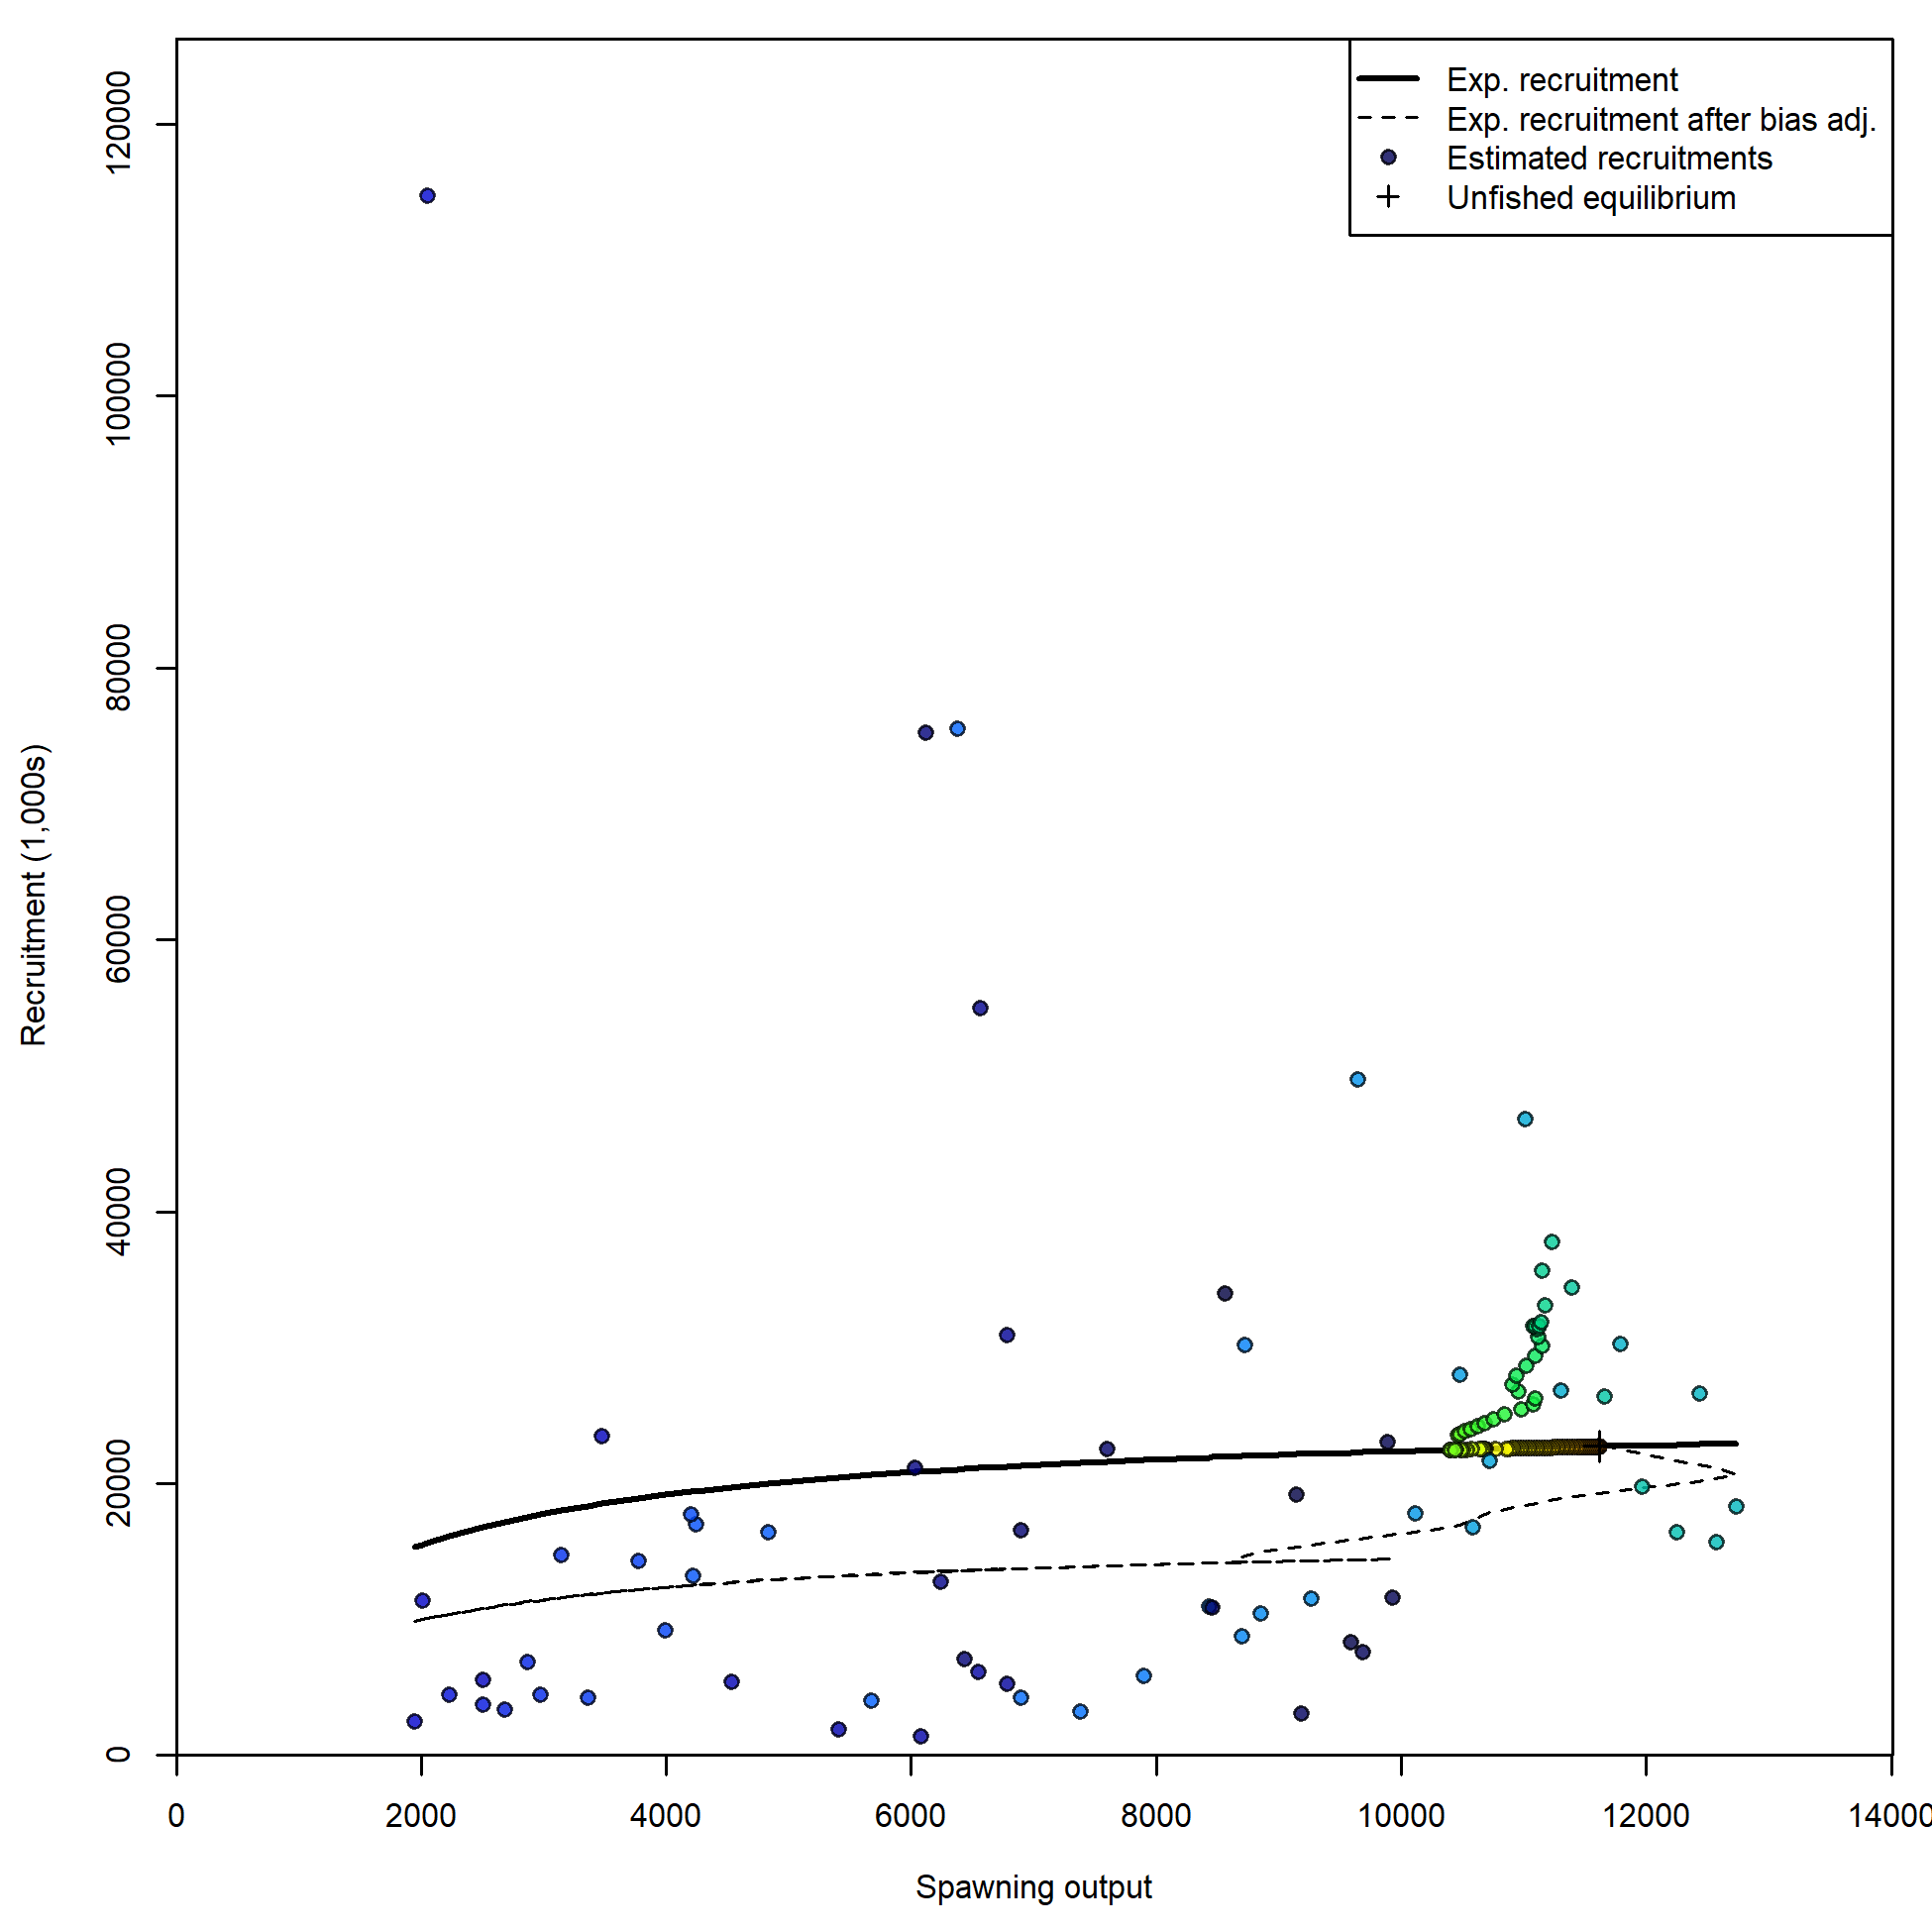 Exp. recruitment
Exp. recruitment after bias adj.
Estimated recruitments
Unfished equilibrium
120000
100000
80000
60000
40000
20000
0
Recruitment (1,000s)
0 2000 4000 6000 8000 10000 12000 14000
Spawning output